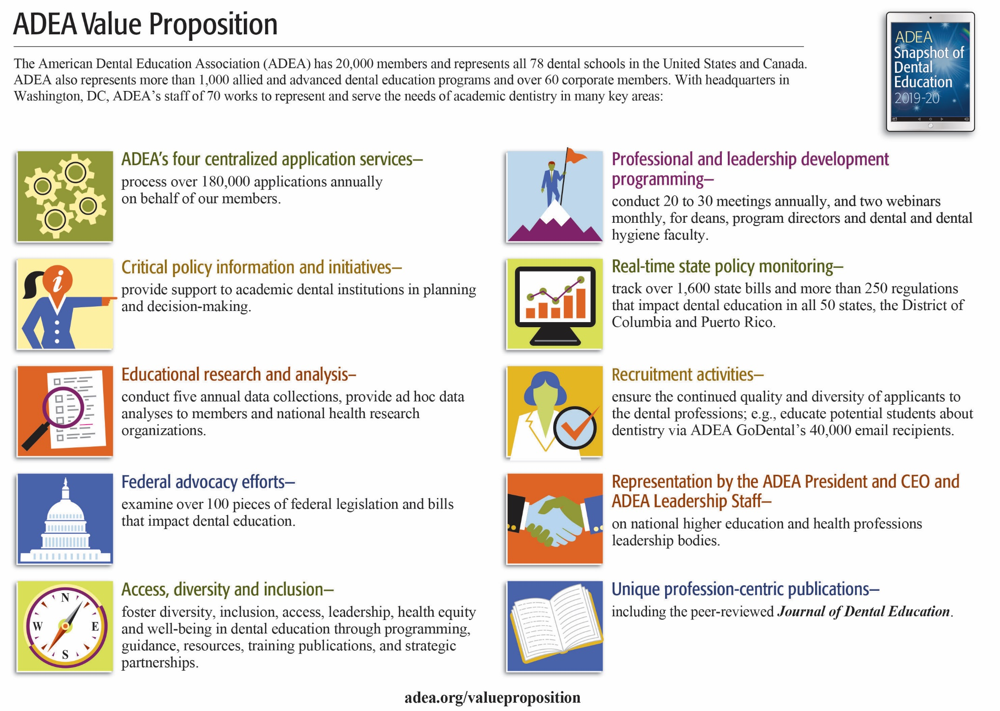 ADEA Value Proposition
The American Dental Education Association (ADEA) has 20,000 members and represents all 78 dental schools in the United States and Canada.
ADEA also represents more than 1,000 allied and advanced dental education programs and over 60 corporate members. With headquarters in
Washington, DC, ADEA's staff of 70 works to represent and serve the needs of academic dentistry in many key areas:
ADEA
Snapshot of
Dental
Education
2019-20
ADEA's four centralized application services—
process over 180,000 applications annually
on behalf of our members.
i
Critical policy information and initiatives—
provide support to academic dental institutions in planning
and decision-making.
Educational research and analysis—
conduct five annual data collections, provide ad hoc data
analyses to members and national health research
organizations.
Federal advocacy efforts—
examine over 100 pieces of federal legislation and bills
that impact dental education.
N
W E
S
Access, diversity and inclusion—
foster diversity, inclusion, access, leadership, health equity
and well-being in dental education through programming,
guidance, resources, training publications, and strategic
partnerships.
Professional and leadership development
programming—
conduct 20 to 30 meetings annually, and two webinars
monthly, for deans, program directors and dental and dental
hygiene faculty.
Real-time state policy monitoring—
track over 1,600 state bills and more than 250 regulations
that impact dental education in all 50 states, the District of
Columbia and Puerto Rico.
Recruitment activities—
ensure the continued quality and diversity of applicants to
the dental professions; e.g., educate potential students about
dentistry via ADEA GoDental's 40,000 email recipients.
Representation by the ADEA President and CEO and
ADEA Leadership Staff—
on national higher education and health professions
leadership bodies.
Unique profession-centric publications—
including the peer-reviewed Journal of Dental Education.
adea.org/valueproposition